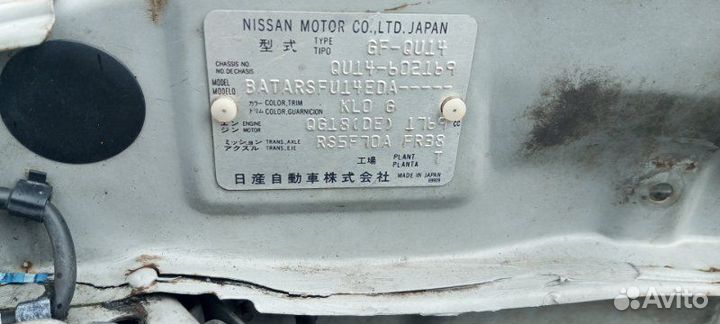 NISSAN MOTOR CO.,LTD. JAPAN
型式 TYPE TIPO GF-QU14
CHASSIS NO. NO. DE CHASIS QU14-602169
MODEL MODELO BATARSFU14EDA-----
カラー トリム COLOR, TRIM COLOR, GUARNICION KL0 G
エンジン ENGINE MOTOR QG18(DE) 1769 cc
ミッション アクスル TRANS., AXLE TRANS., EJE RS5F70A FR38
工場 PLANT PLANTA T
日産自動車株式会社 MADE IN JAPAN
Avito